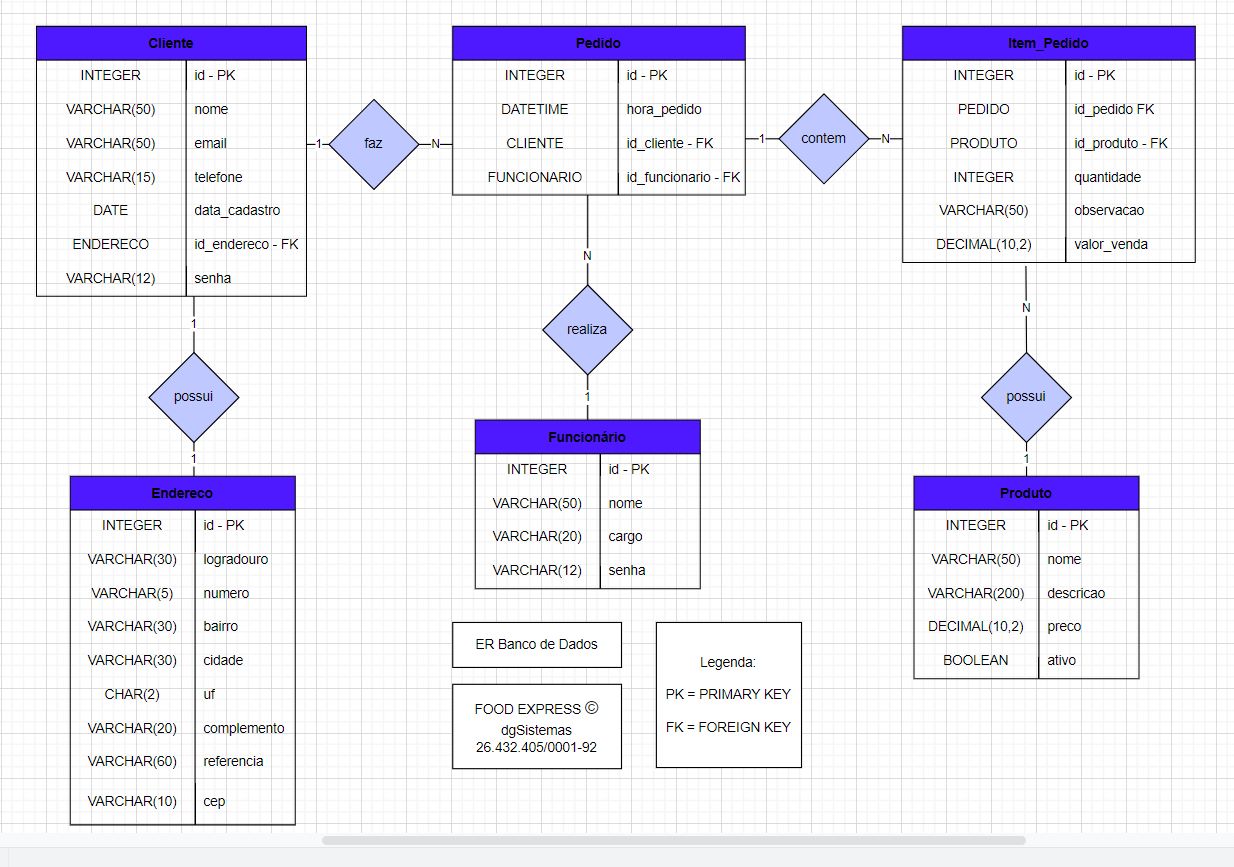 Cliente
INTEGER id - PK
VARCHAR(50) nome
VARCHAR(50) email
VARCHAR(15) telefone
DATE data_cadastro
ENDERECO id_endereco - FK
VARCHAR(12) senha
1
faz
N
Pedido
INTEGER id - PK
DATETIME hora_pedido
CLIENTE id_cliente - FK
FUNCIONARIO id_funcionario - FK
1
contem
N
Item_Pedido
INTEGER id - PK
PEDIDO id_pedido FK
PRODUTO id_produto - FK
INTEGER quantidade
VARCHAR(50) observacao
DECIMAL(10,2) valor_venda
1
possui
1
Endereco
INTEGER id - PK
VARCHAR(30) logradouro
VARCHAR(5) numero
VARCHAR(30) bairro
VARCHAR(30) cidade
CHAR(2) uf
VARCHAR(20) complemento
VARCHAR(60) referencia
VARCHAR(10) cep
N
realiza
1
Funcionário
INTEGER id - PK
VARCHAR(50) nome
VARCHAR(20) cargo
VARCHAR(12) senha
N
possui
1
Produto
INTEGER id - PK
VARCHAR(50) nome
VARCHAR(200) descricao
DECIMAL(10,2) preco
BOOLEAN ativo
ER Banco de Dados
FOOD EXPRESS ©
dgSistemas
26.432.405/0001-92
Legenda:
PK = PRIMARY KEY
FK = FOREIGN KEY